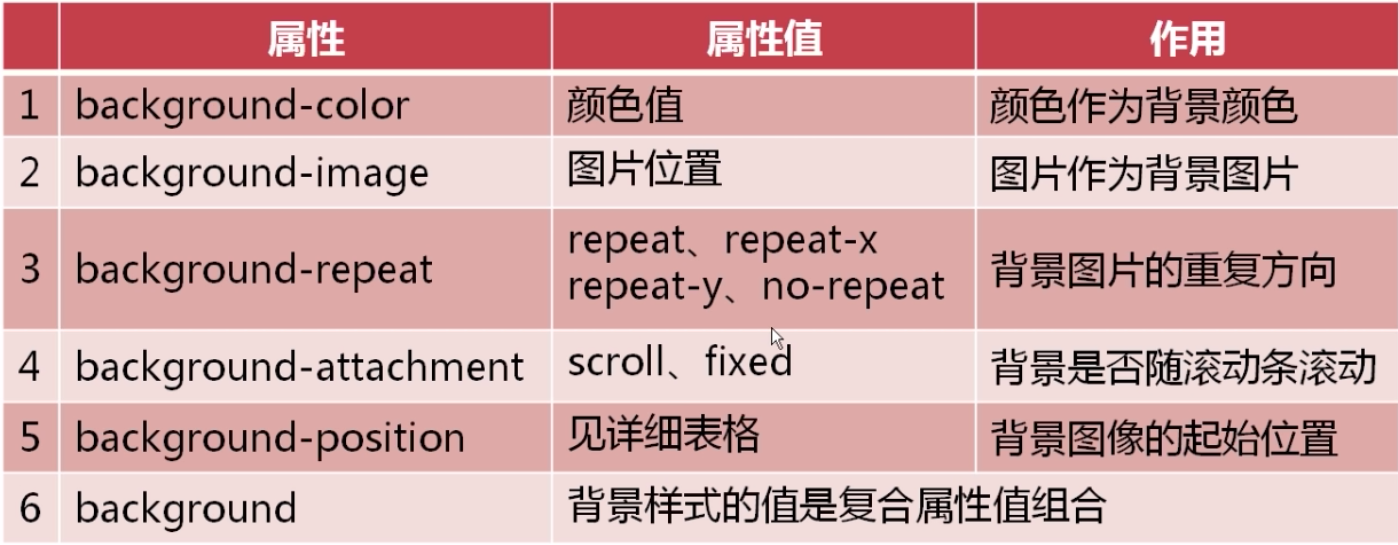 属性 属性值 作用
1 background-color 颜色值 颜色作为背景颜色
2 background-image 图片位置 图片作为背景图片
3 background-repeat repeat、repeat-x
repeat-y、no-repeat 背景图片的重复方向
4 background-attachment scroll、fixed 背景是否随滚动条滚动
5 background-position 见详细表格 背景图像的起始位置
6 background 背景样式的值是复合属性值组合